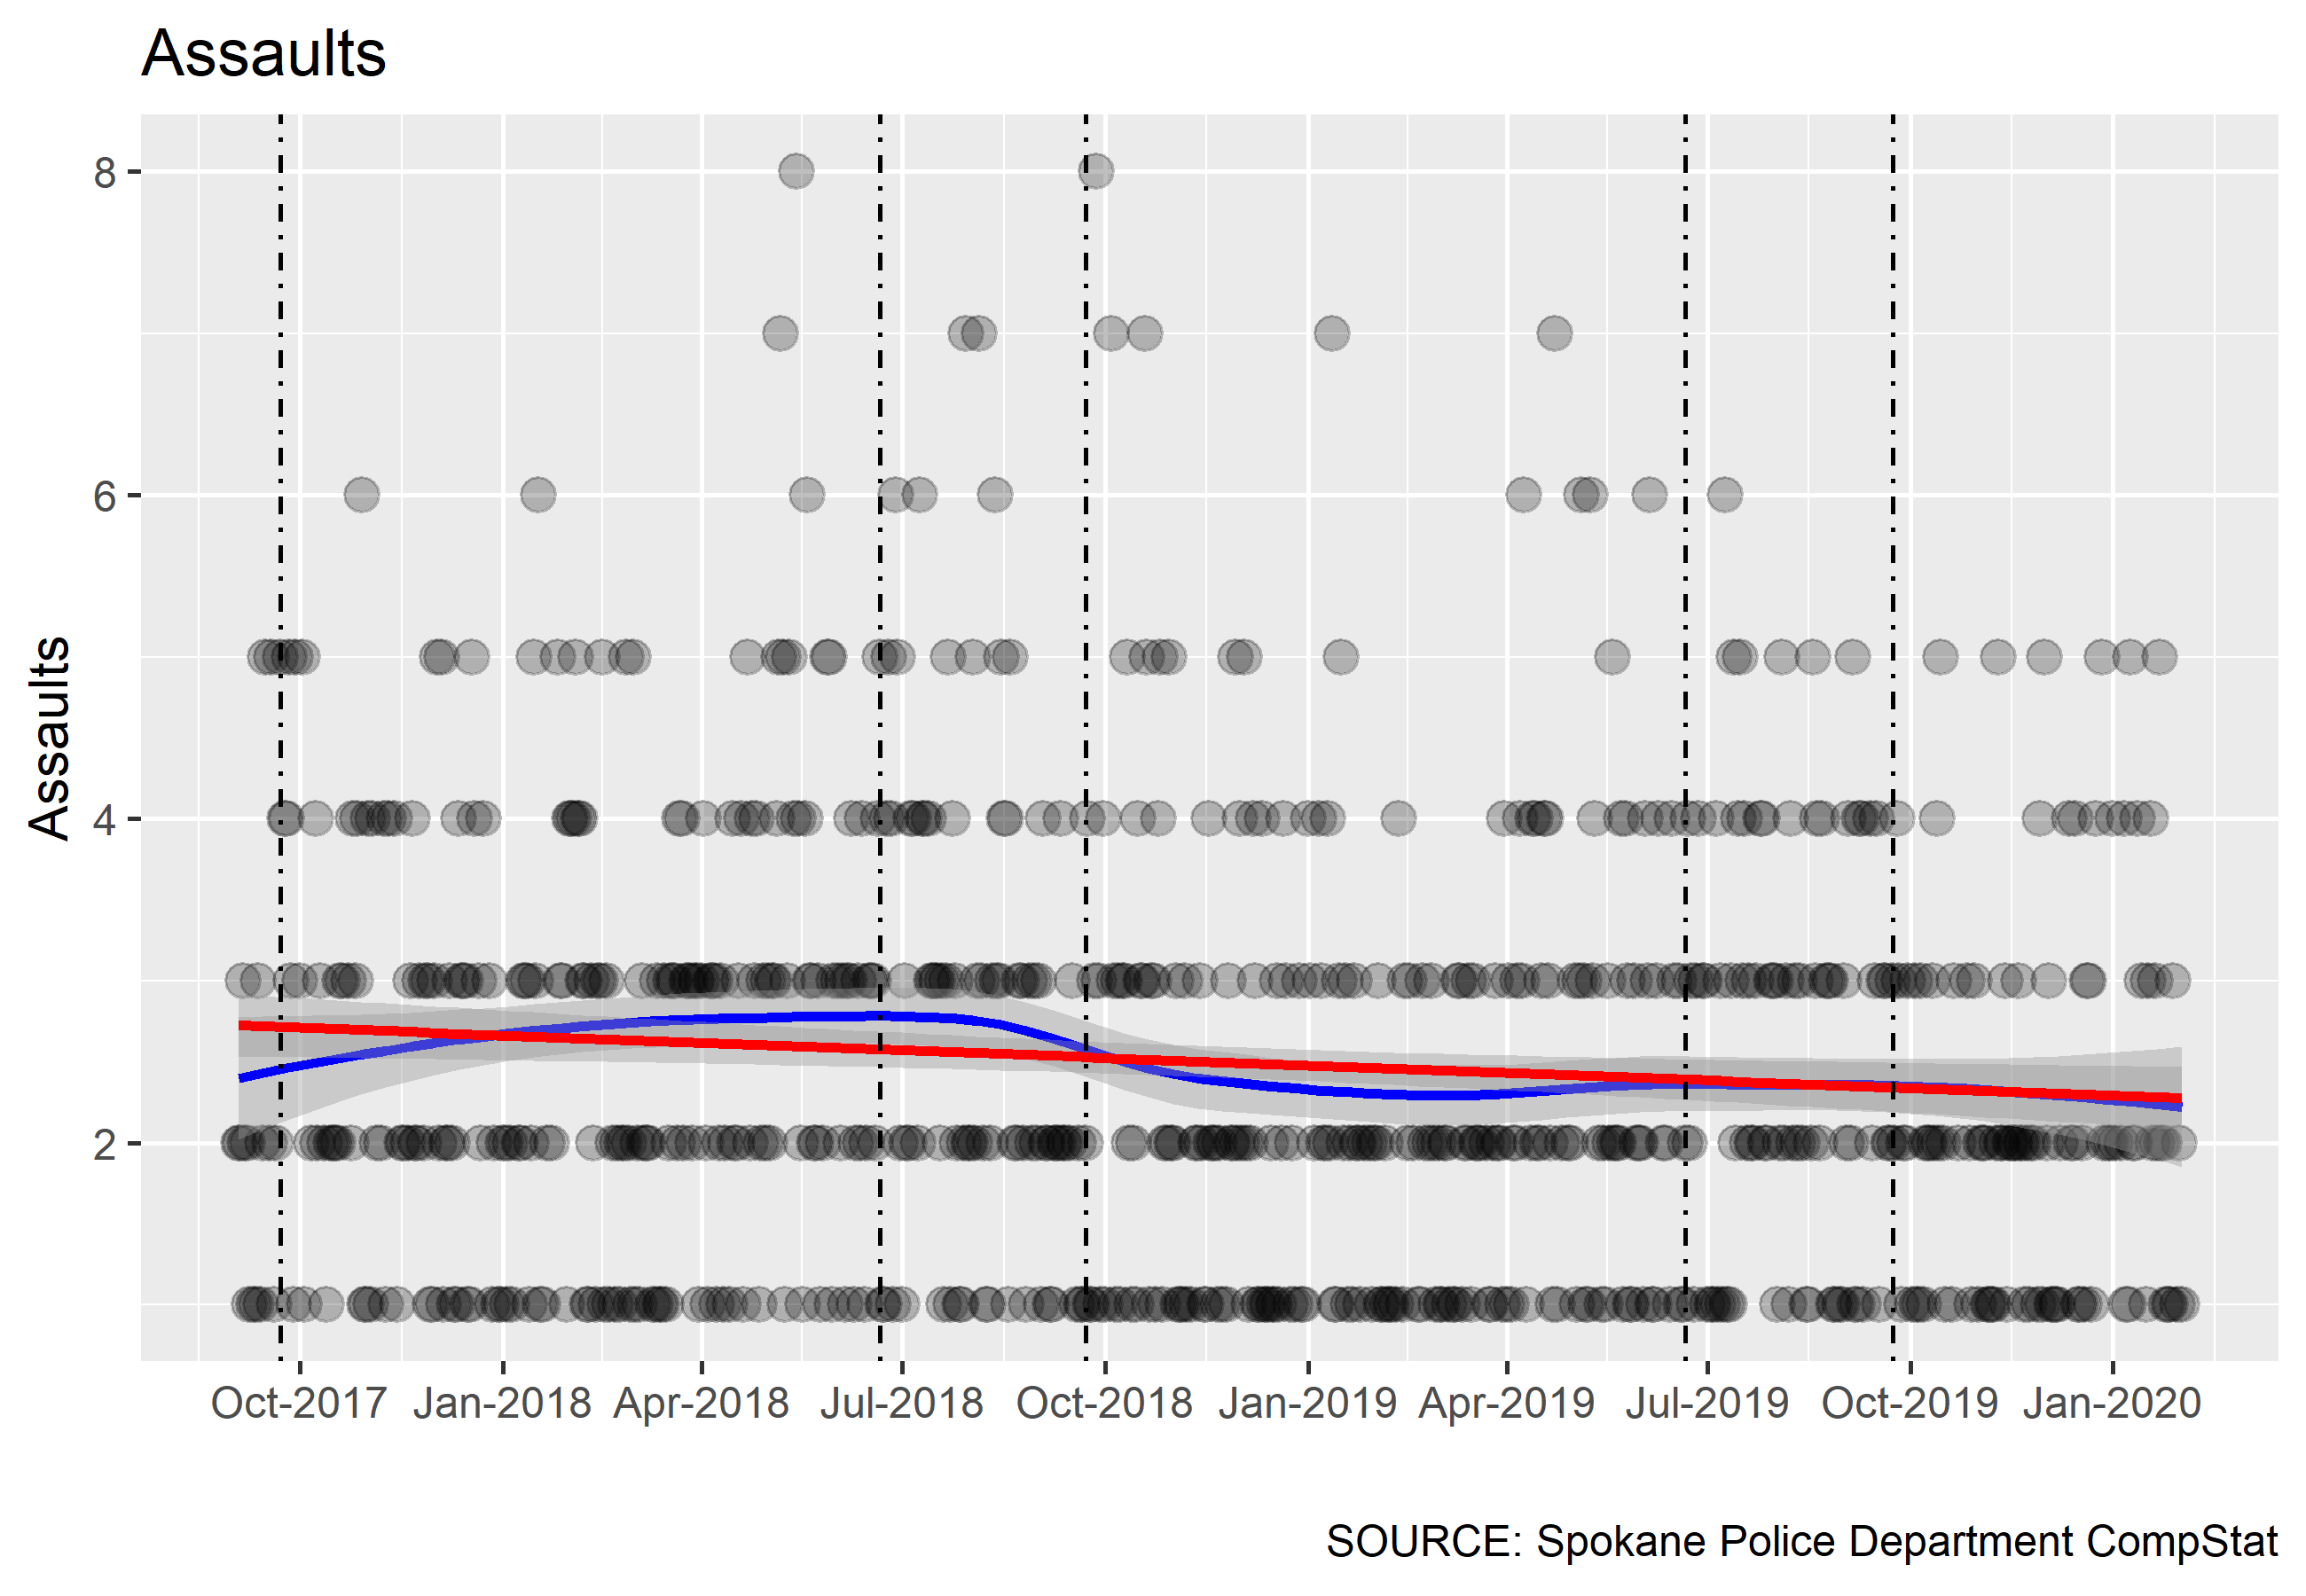 Assaults
8
6
4
2
Assaults
Oct-2017 Jan-2018 Apr-2018 Jul-2018 Oct-2018 Jan-2019 Apr-2019 Jul-2019 Oct-2019 Jan-2020
SOURCE: Spokane Police Department CompStat